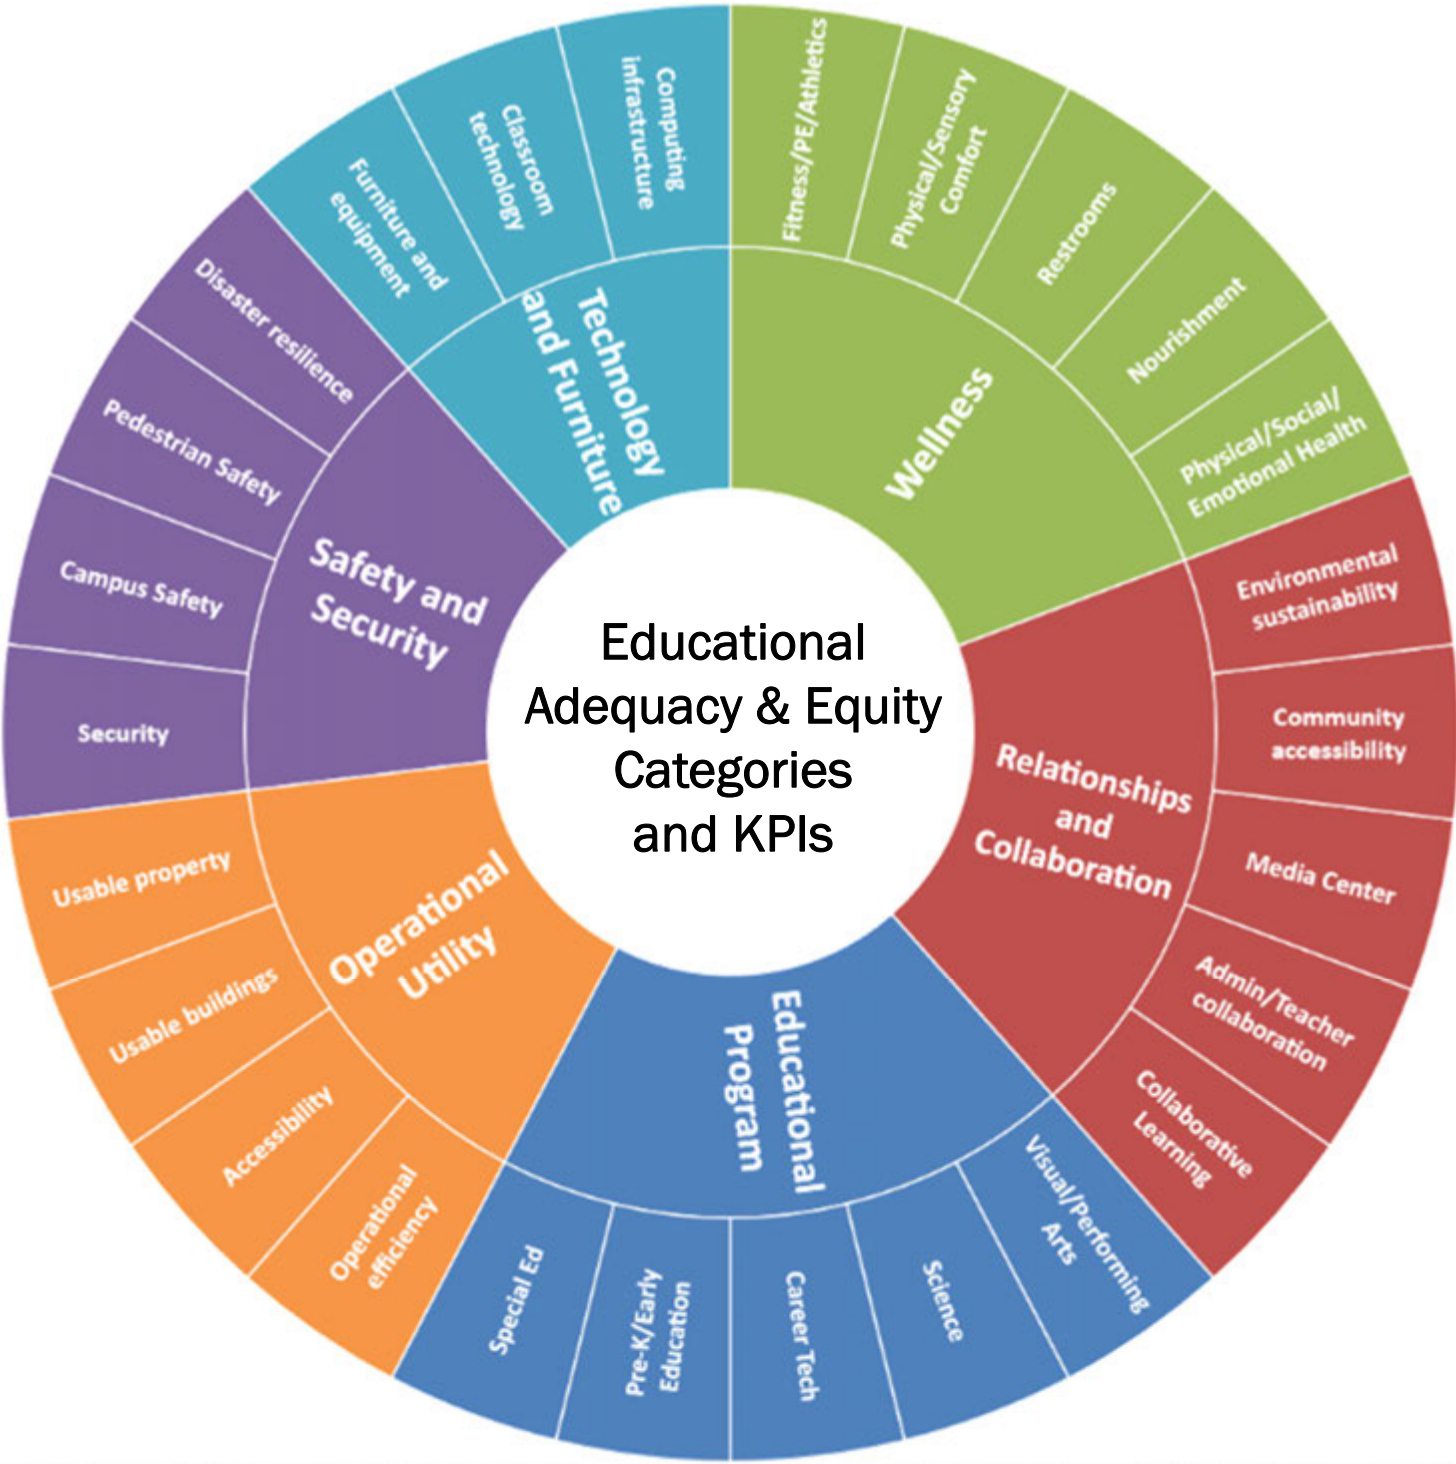 Educational
Adequacy & Equity
Categories
and KPIs
Wellness
Fitness/PE/Athletics
Physical/Sensory
Comfort
Restrooms
Nourishment
Physical/Social/
Emotional Health
Relationships
and
Collaboration
Environmental
sustainability
Community
accessibility
Media Center
Admin/Teacher
collaboration
Collaborative
Learning
Educational
Program
Visual/Performing
Arts
Science
Career Tech
Pre-K/Early
Education
Special Ed
Operational
Utility
Operational
efficiency
Accessibility
Usable buildings
Usable property
Safety and
Security
Security
Campus Safety
Pedestrian Safety
Disaster resilience
Technology
and Furniture
Furniture and
equipment
Classroom
technology
Computing
infrastructure